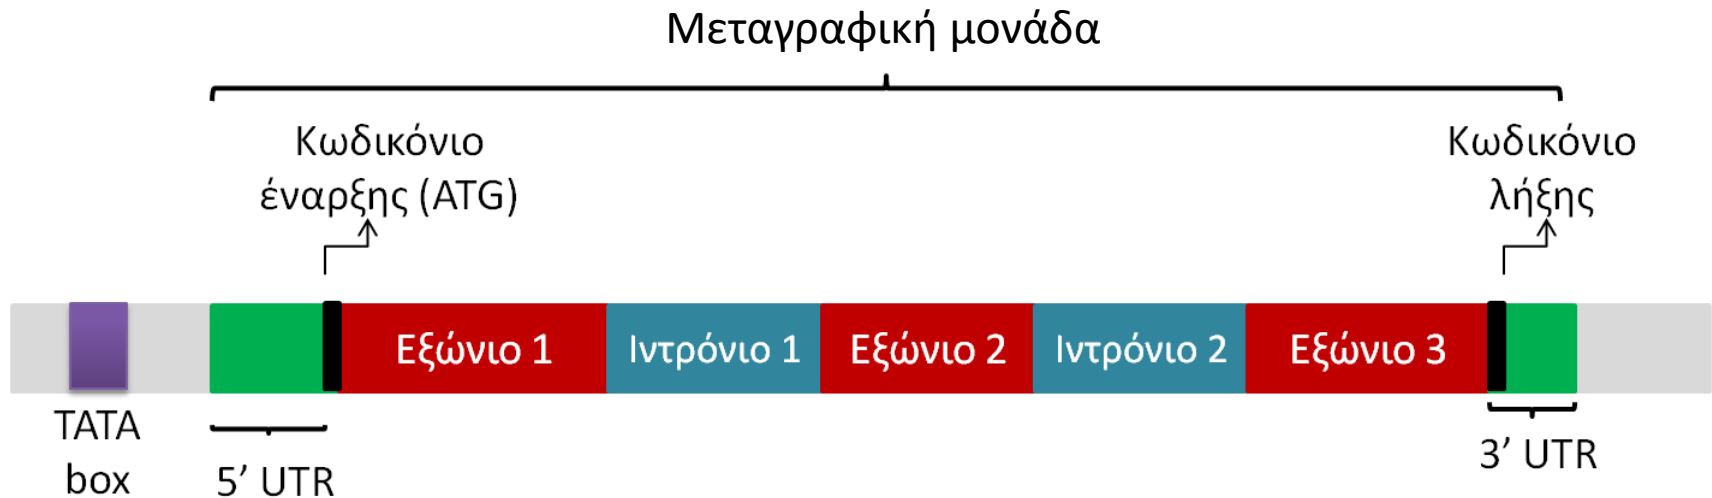 Μεταγραφική μονάδα
Κωδικόνιο
έναρξης (ATG)
Κωδικόνιο
λήξης
Εξώνιο 1
Ιντρόνιο 1
Εξώνιο 2
Ιντρόνιο 2
Εξώνιο 3
TATA
box
5’ UTR
3’ UTR